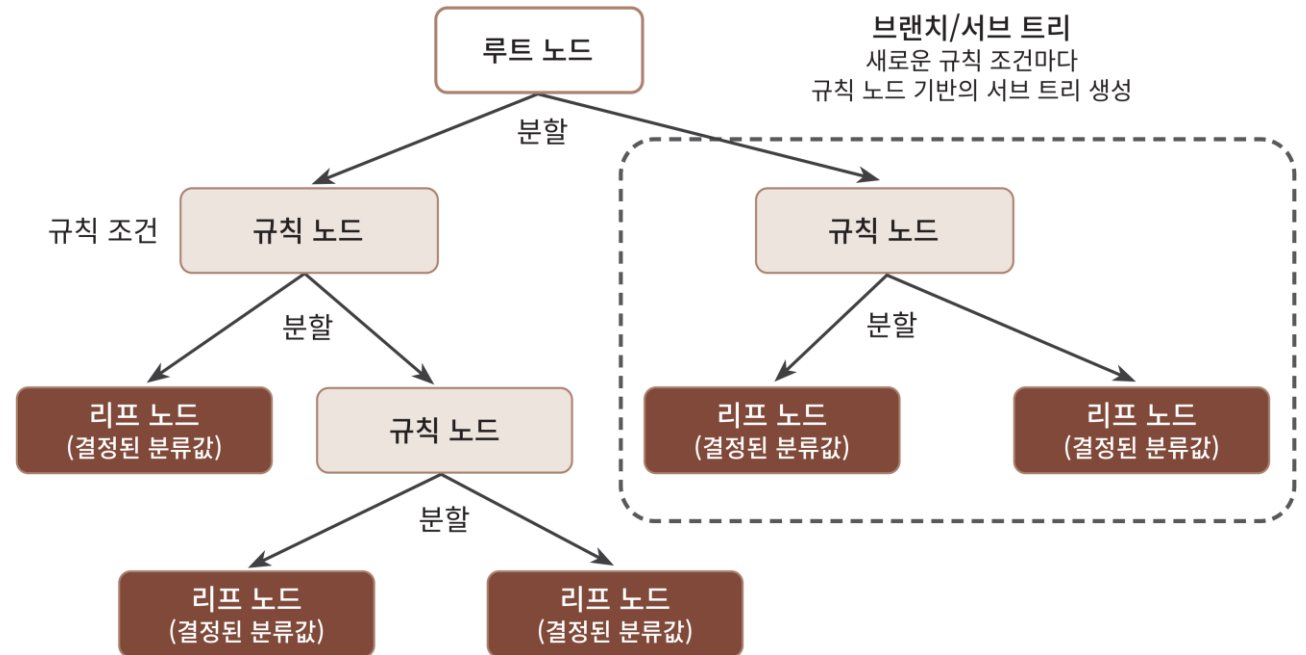 루트 노드
브랜치/서브 트리
새로운 규칙 조건마다
규칙 노드 기반의 서브 트리 생성
분할
규칙 조건
규칙 노드
규칙 노드
분할
분할
리프 노드
(결정된 분류값)
규칙 노드
리프 노드
(결정된 분류값)
리프 노드
(결정된 분류값)
분할
리프 노드
(결정된 분류값)
리프 노드
(결정된 분류값)